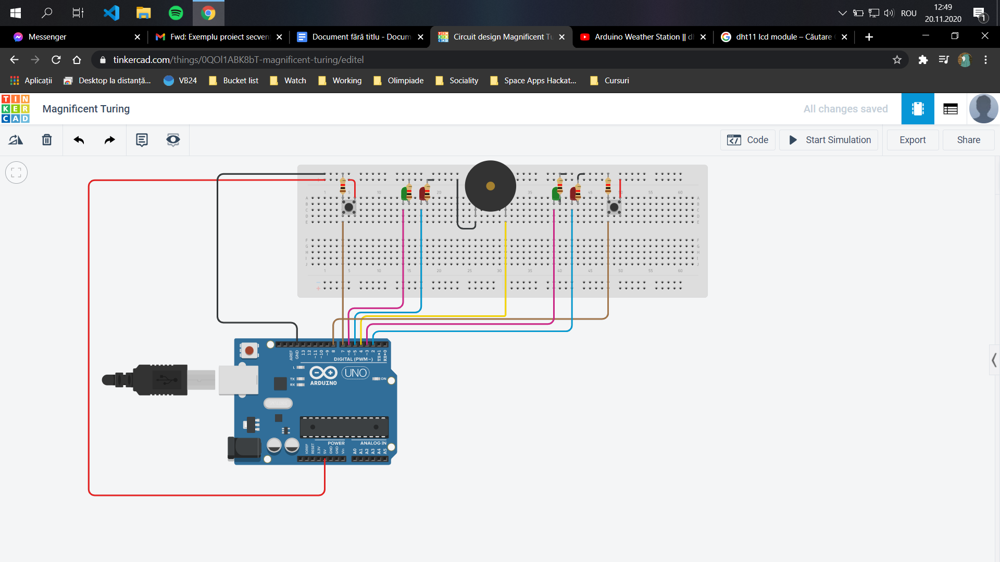 ROU
12:49
20.11.2020
1
Messenger
Fwd: Exemplu proiect secven
Document fără titlu - Docum
Circuit design Magnificent Tu
Arduino Weather Station || d
dht11 lcd module – Căutare
tinkercad.com/things/0QOl1ABK8bT-magnificent-turing/editel
Aplicații
Desktop la distanță...
VB24
Bucket list
Watch
Working
Olimpiade
Sociality
Space Apps Hackat...
Cursuri
TIN
KER
CAD
Magnificent Turing
All changes saved
Code
Start Simulation
Export
Share
1 5 10 15 20 35 40 45 50 55 60
A A
B B
C C
D D
E E
F F
G G
H H
I I
J J
1 5 10 15 20 25 30 35 40 45 50 55 60
AREF
GND
13
12
~11
~10
~9
8
7
~6
~5
4
~3
2
TX→1
RX←0
DIGITAL (PWM~)
L
TX
RX
UNO
ARDUINO
ON
POWER
ANALOG IN
IOREF
RESET
3.3V
5V
GND
GND
Vin
A0
A1
A2
A3
A4
A5